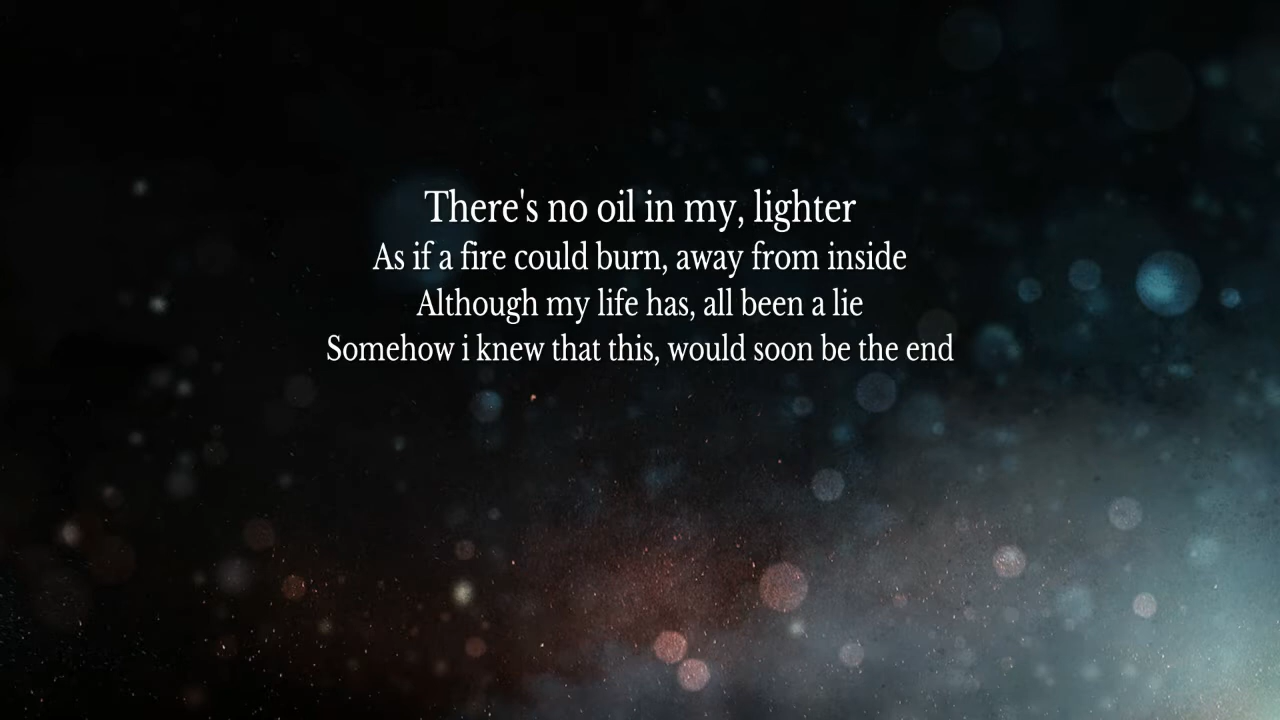 There's no oil in my, lighter
As if a fire could burn, away from inside
Although my life has, all been a lie
Somehow i knew that this, would soon be the end